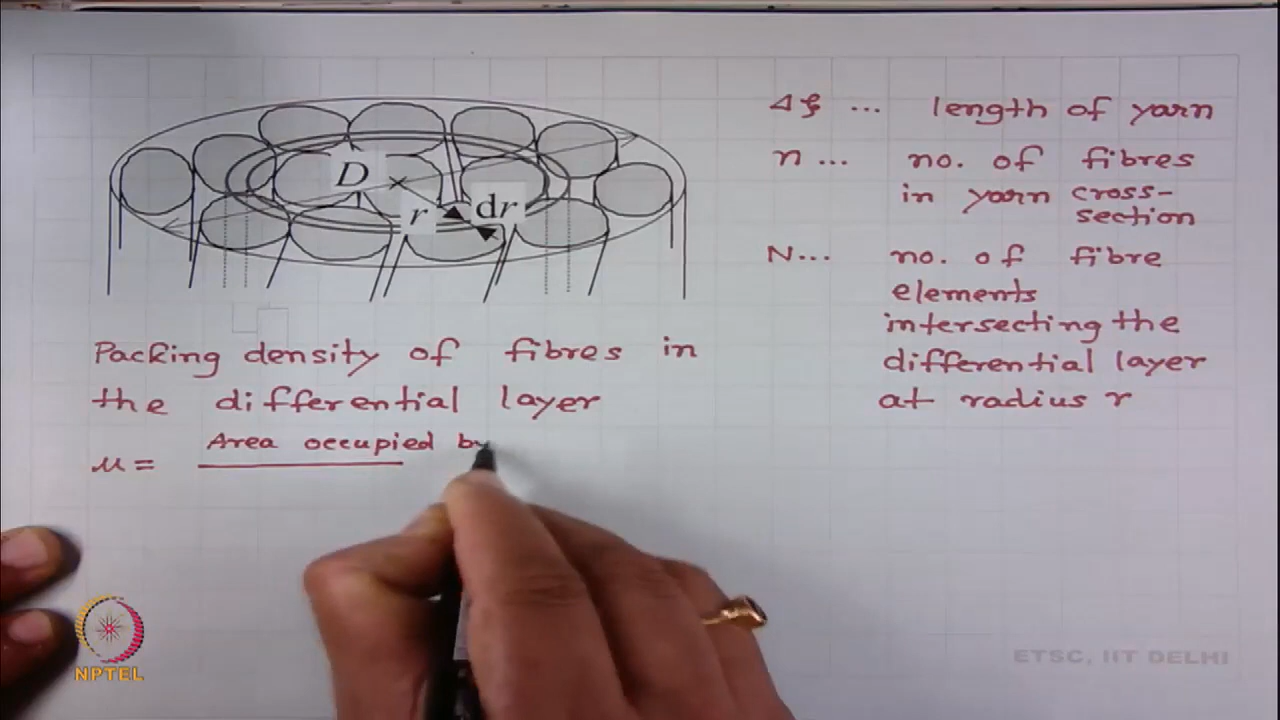 D
r
dr
Δξ ... length of yarn
n ... no. of fibres
in yarn cross-
section
N... no. of fibre
elements
intersecting the
differential layer
at radius r
Packing density of fibres in
the differential layer
Area occupied by
μ =
NPTEL
ETSC, IIT DELHI